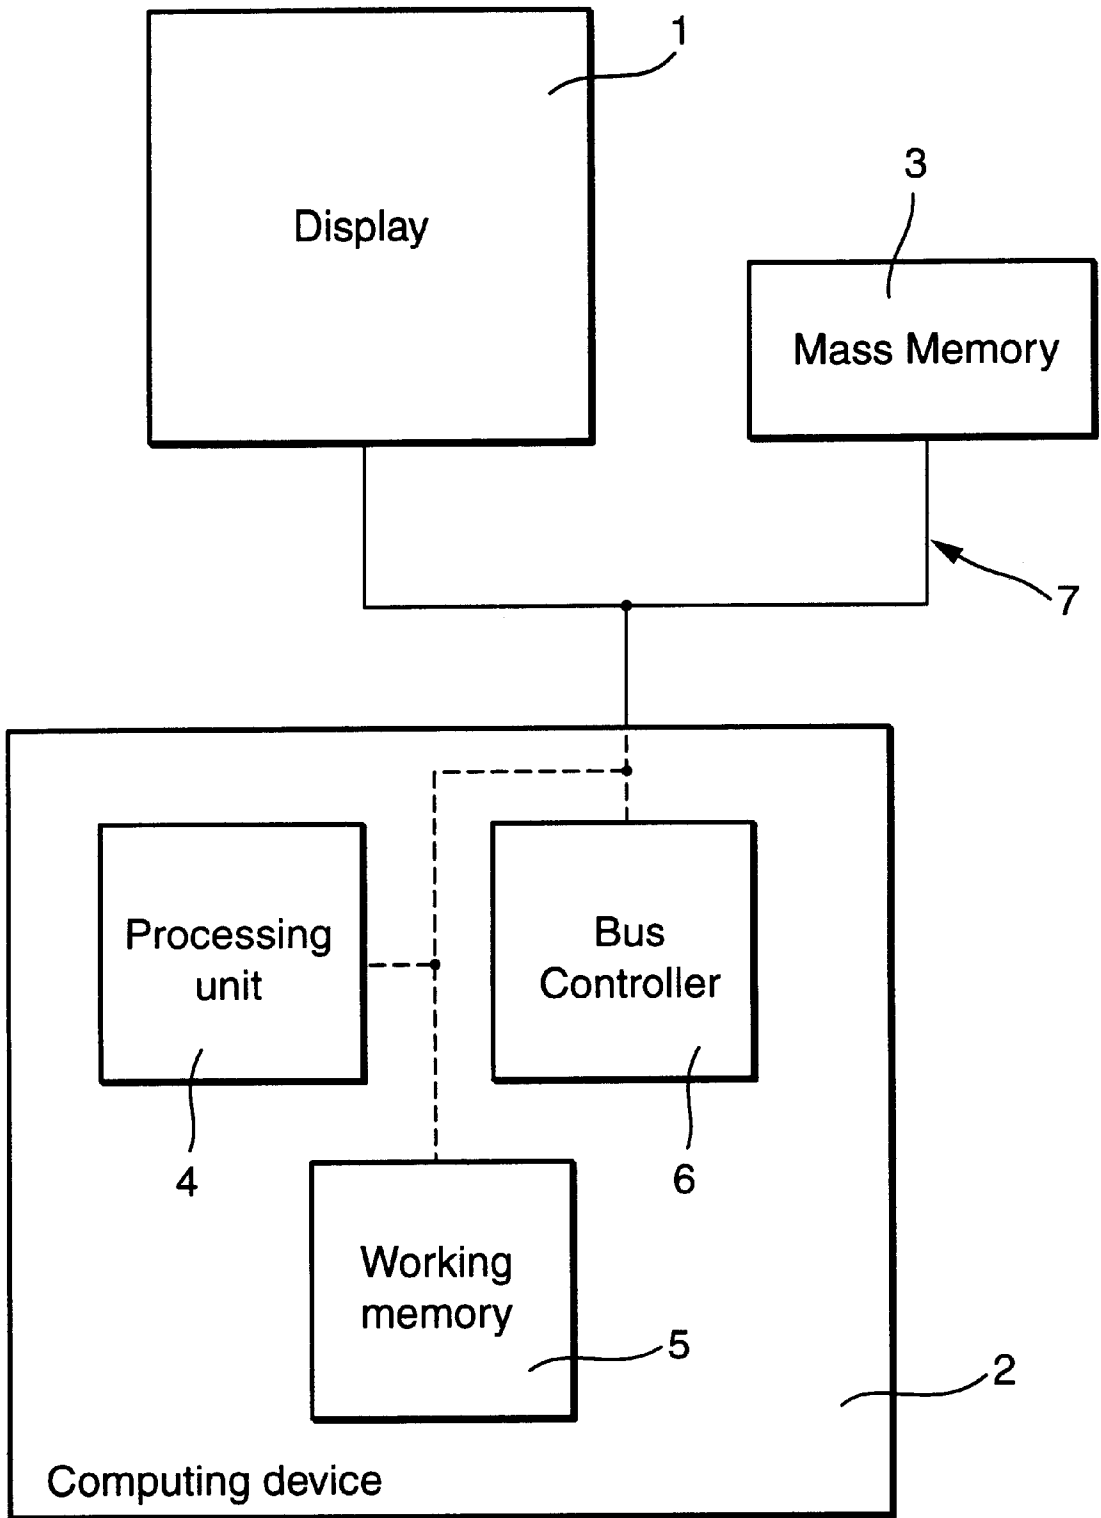 1
Display
3
Mass Memory
7
Processing
unit
4
Bus
Controller
6
Working
memory
5
2
Computing device